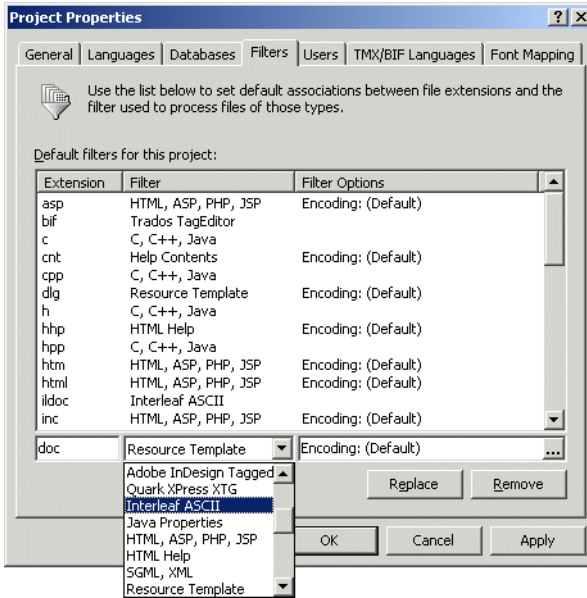 Project Properties
General Languages Databases Filters Users TMX/BIF Languages Font Mapping
Use the list below to set default associations between file extensions and the
filter used to process files of those types.
Default filters for this project:
Extension Filter Filter Options
asp HTML, ASP, PHP, JSP Encoding: (Default)
bif Trados TagEditor
c C, C++, Java
cnt Help Contents Encoding: (Default)
cpp C, C++, Java
dlg Resource Template Encoding: (Default)
h C, C++, Java
hhp HTML Help Encoding: (Default)
hpp C, C++, Java
htm HTML, ASP, PHP, JSP Encoding: (Default)
html HTML, ASP, PHP, JSP Encoding: (Default)
ildoc Interleaf ASCII
inc HTML, ASP, PHP, JSP Encoding: (Default)
doc Resource Template Encoding: (Default) ...
Adobe InDesign Tagged
Quark XPress XTG
Interleaf ASCII
Java Properties
HTML, ASP, PHP, JSP
HTML Help
SGML, XML
Resource Template
Replace Remove
OK Cancel Apply